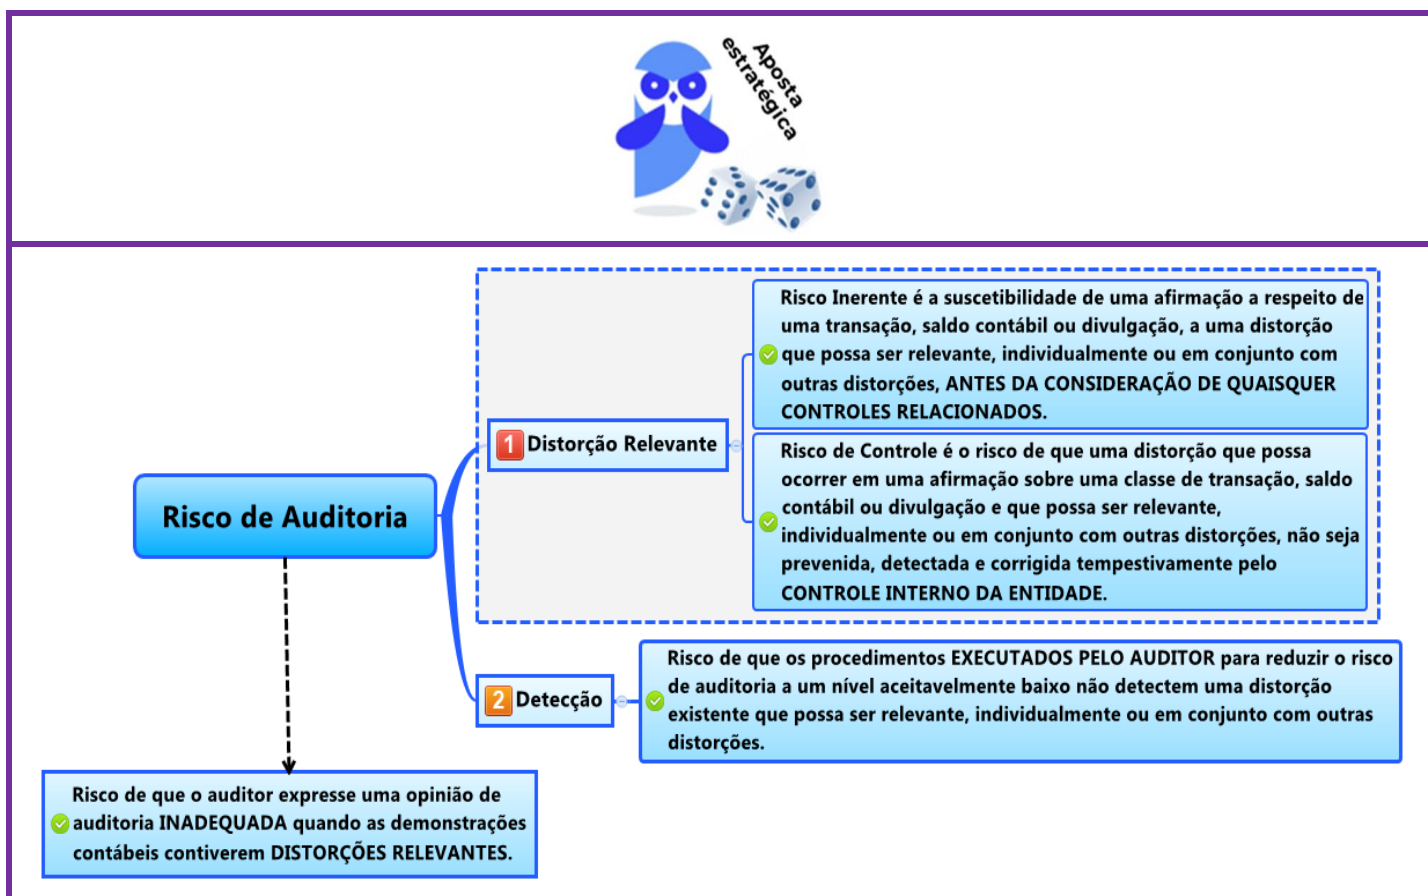 Aposta
estratégica
Risco Inerente é a suscetibilidade de uma afirmação a respeito de
uma transação, saldo contábil ou divulgação, a uma distorção
que possa ser relevante, individualmente ou em conjunto com
outras distorções, ANTES DA CONSIDERAÇÃO DE QUAISQUER
CONTROLES RELACIONADOS.
1 Distorção Relevante
Risco de Controle é o risco de que uma distorção que possa
ocorrer em uma afirmação sobre uma classe de transação, saldo
contábil ou divulgação e que possa ser relevante,
individualmente ou em conjunto com outras distorções, não seja
prevenida, detectada e corrigida tempestivamente pelo
CONTROLE INTERNO DA ENTIDADE.
Risco de Auditoria
2 Detecção
Risco de que os procedimentos EXECUTADOS PELO AUDITOR para reduzir o risco
de auditoria a um nível aceitavelmente baixo não detectem uma distorção
existente que possa ser relevante, individualmente ou em conjunto com outras
distorções.
Risco de que o auditor expresse uma opinião de
auditoria INADEQUADA quando as demonstrações
contábeis contiverem DISTORÇÕES RELEVANTES.